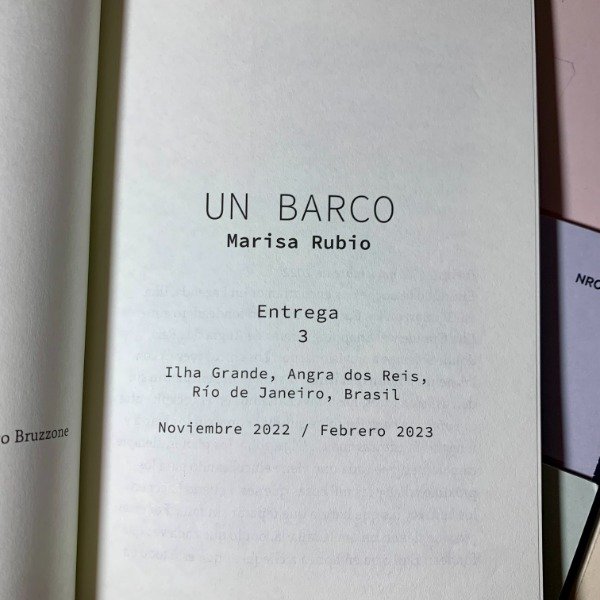 UN BARCO
Marisa Rubio
Entrega
3
Ilha Grande, Angra dos Reis,
Río de Janeiro, Brasil
Noviembre 2022 / Febrero 2023
o Bruzzone
NRO